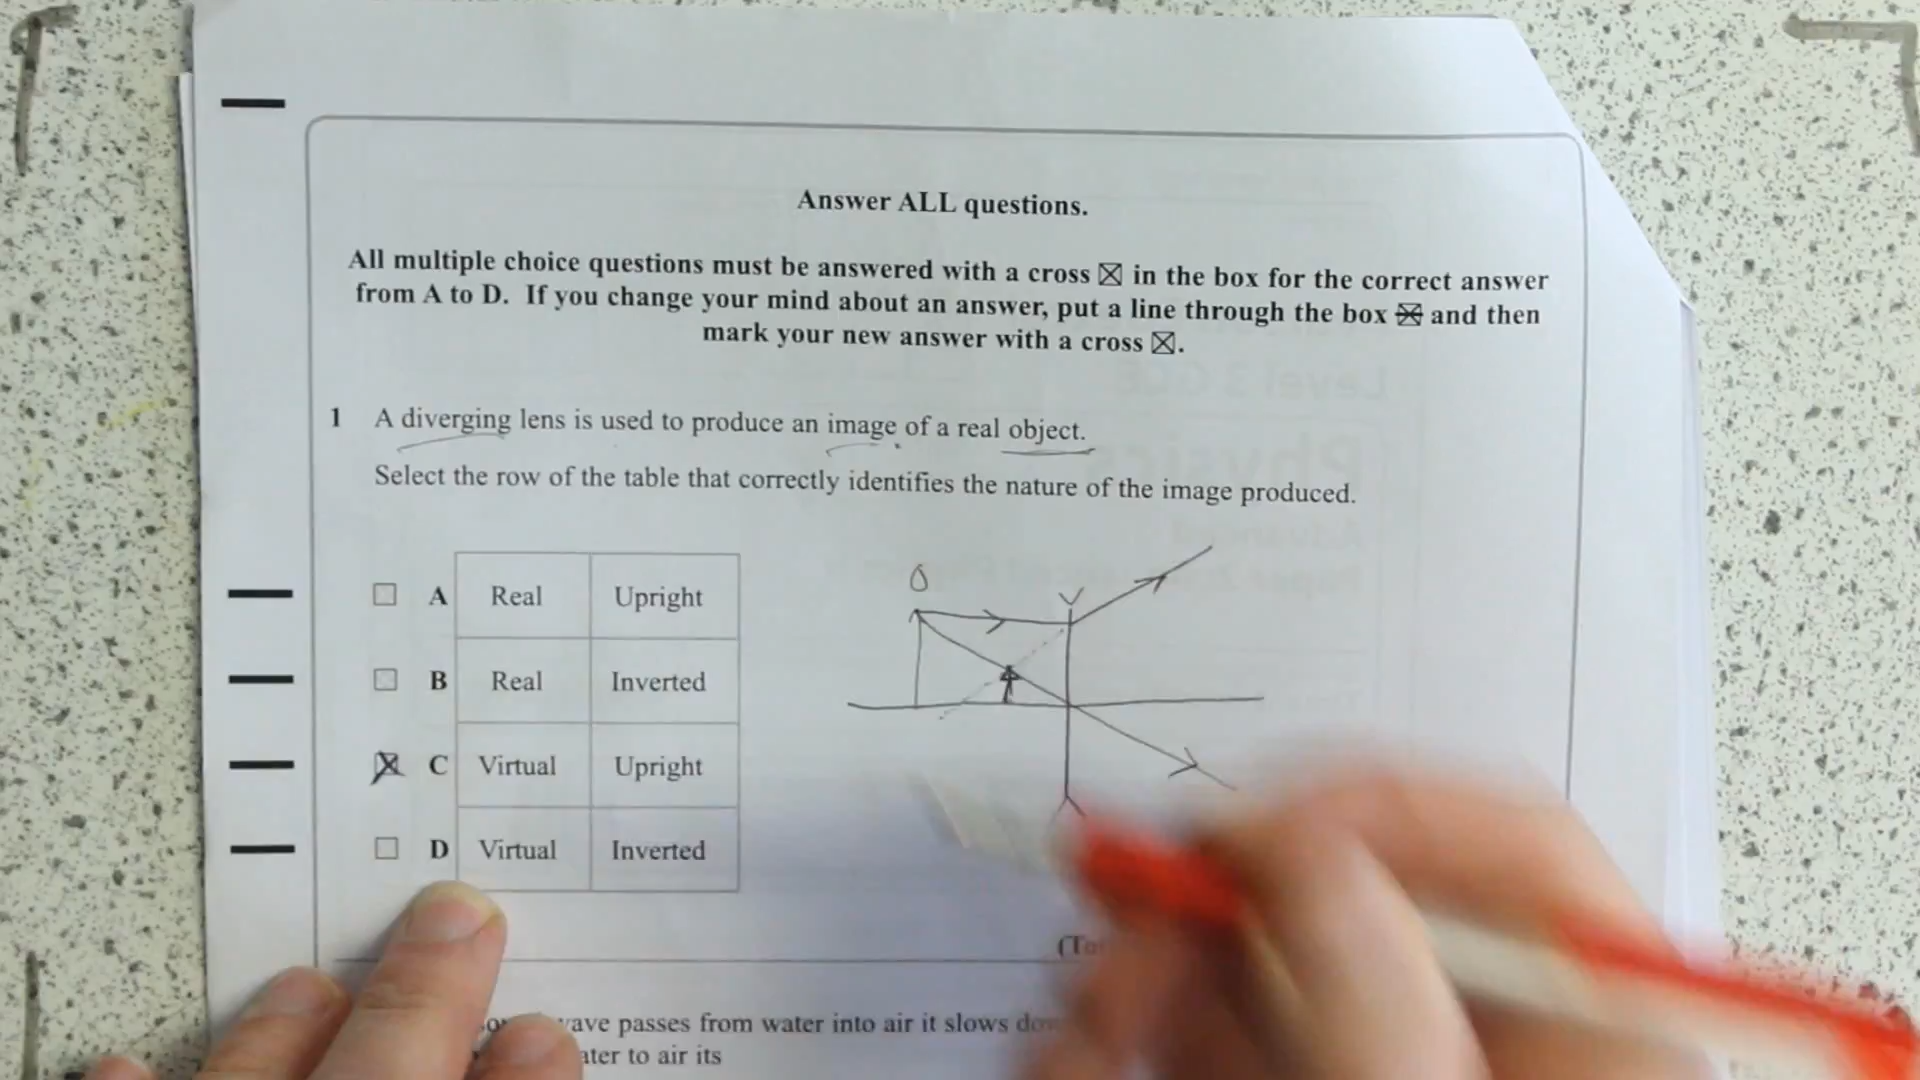 Answer ALL questions.
All multiple choice questions must be answered with a cross ☒ in the box for the correct answer
from A to D. If you change your mind about an answer, put a line through the box and then
mark your new answer with a cross ☒.
1 A diverging lens is used to produce an image of a real object.
Select the row of the table that correctly identifies the nature of the image produced.
O
☐ A Real Upright
☐ B Real Inverted
☒ C Virtual Upright
☐ D Virtual Inverted
passes from water into air it slows
to air its